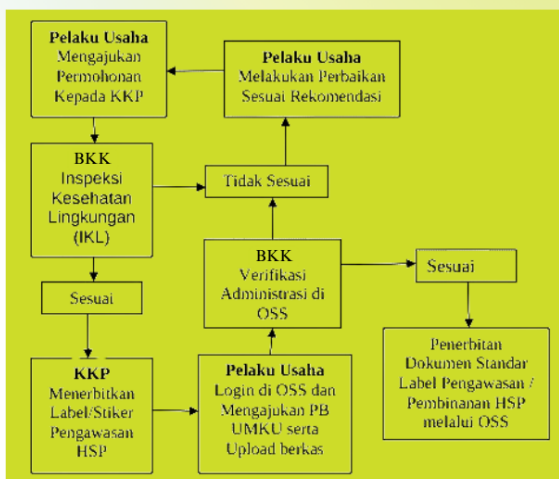 Pelaku Usaha
Mengajukan
Permohonan
Kepada KKP
Pelaku Usaha
Melakukan Perbaikan
Sesuai Rekomendasi
BKK
Inspeksi
Kesehatan
Lingkungan
(IKL)
Tidak Sesuai
BKK
Verifikasi
Administrasi di
OSS
Sesuai
Sesuai
KKP
Menerbitkan
Label/Stiker
Pengawasan
HSP
Pelaku Usaha
Login di OSS dan
Mengajukan PB
UMKU serta
Upload berkas
Penerbitan
Dokumen Standar
Label Pengawasan /
Pembinanan HSP
melalui OSS